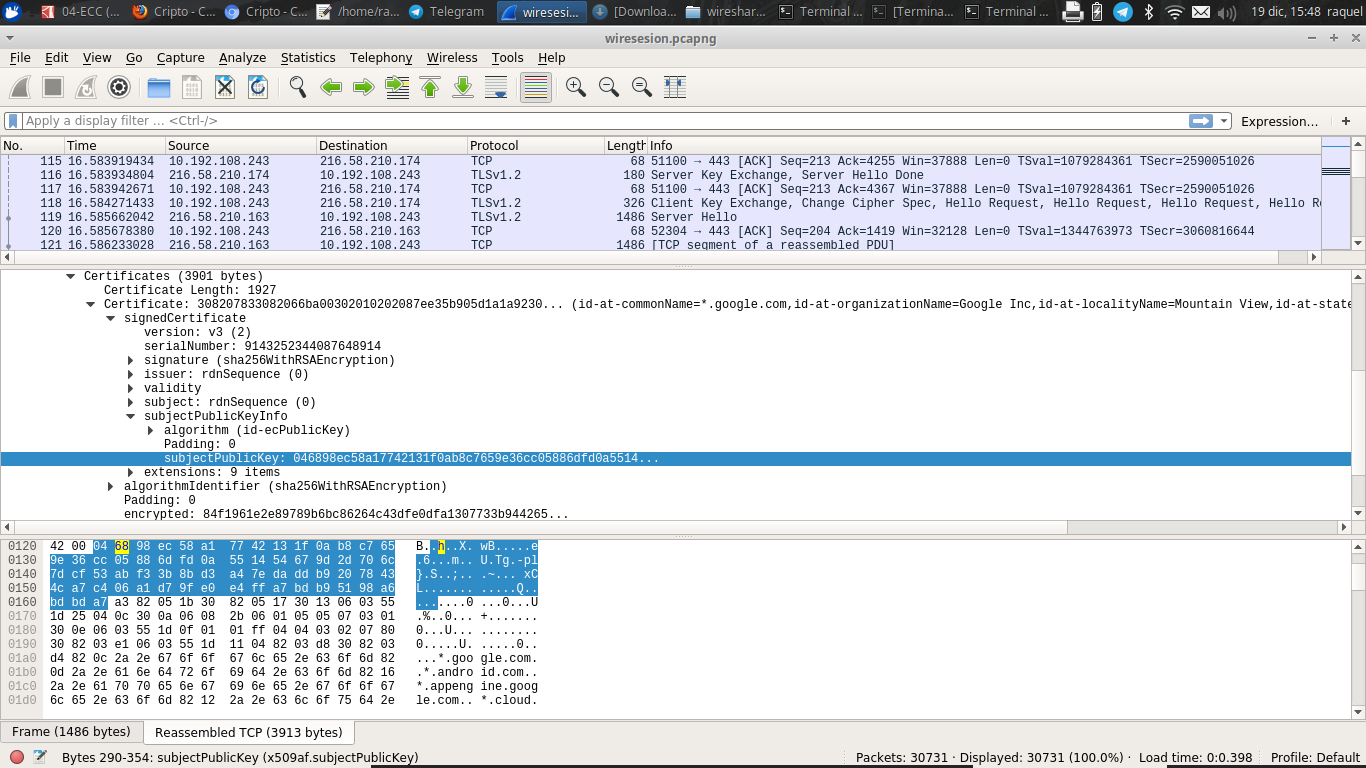 04-ECC (... Cripto - C... Cripto - C... /home/ra... Telegram wiresesi... [Downloa... wireshar... Terminal ... [Termina... Terminal ... 19 dic, 15:48 raquel
wiresesion.pcapng
File Edit View Go Capture Analyze Statistics Telephony Wireless Tools Help
Apply a display filter ... <Ctrl-/> Expression... +
No. Time Source Destination Protocol Length Info
115 16.583919434 10.192.108.243 216.58.210.174 TCP 68 51100 → 443 [ACK] Seq=213 Ack=4255 Win=37888 Len=0 TSval=1079284361 TSecr=2590051026
116 16.583934804 216.58.210.174 10.192.108.243 TLSv1.2 180 Server Key Exchange, Server Hello Done
117 16.583942671 10.192.108.243 216.58.210.174 TCP 68 51100 → 443 [ACK] Seq=213 Ack=4367 Win=37888 Len=0 TSval=1079284361 TSecr=2590051026
118 16.584271433 10.192.108.243 216.58.210.174 TLSv1.2 326 Client Key Exchange, Change Cipher Spec, Hello Request, Hello Request, Hello Request, Hello R
119 16.585662042 216.58.210.163 10.192.108.243 TLSv1.2 1486 Server Hello
120 16.585678380 10.192.108.243 216.58.210.163 TCP 68 52304 → 443 [ACK] Seq=204 Ack=1419 Win=32128 Len=0 TSval=1344763973 TSecr=3060816644
121 16.586233028 216.58.210.163 10.192.108.243 TCP 1486 [TCP segment of a reassembled PDU]
Certificates (3901 bytes)
Certificate Length: 1927
Certificate: 308207833082066ba00302010202087ee35b905d1a1a9230... (id-at-commonName=*.google.com,id-at-organizationName=Google Inc,id-at-localityName=Mountain View,id-at-state
signedCertificate
version: v3 (2)
serialNumber: 9143252344087648914
signature (sha256WithRSAEncryption)
issuer: rdnSequence (0)
validity
subject: rdnSequence (0)
subjectPublicKeyInfo
algorithm (id-ecPublicKey)
Padding: 0
subjectPublicKey: 046898ec58a17742131f0ab8c7659e36cc05886dfd0a5514...
extensions: 9 items
algorithmIdentifier (sha256WithRSAEncryption)
Padding: 0
encrypted: 84f1961e2e89789b6bc86264c43dfe0dfa1307733b944265...
0120 42 00 04 68 98 ec 58 a1 77 42 13 1f 0a b8 c7 65 B..h..X. wB.....e
0130 9e 36 cc 05 88 6d fd 0a 55 14 54 67 9d 2d 70 6c .6...m.. U.Tg.-pl
0140 7d cf 53 ab f3 3b 8b d3 a4 7e da dd b9 20 78 43 }.S..;.. .~... xC
0150 4c a7 c4 06 a1 d7 9f e0 e4 ff a7 bd b9 51 98 a6 L....... .....Q..
0160 bd bd a7 a3 82 05 1b 30 82 05 17 30 13 06 03 55 .......0 ...0...U
0170 1d 25 04 0c 30 0a 06 08 2b 06 01 05 05 07 03 01 .%..0... +.......
0180 30 0e 06 03 55 1d 0f 01 01 ff 04 04 03 02 07 80 0...U... ........
0190 30 82 03 e1 06 03 55 1d 11 04 82 03 d8 30 82 03 0.....U. .....0..
01a0 d4 82 0c 2a 2e 67 6f 6f 67 6c 65 2e 63 6f 6d 82 ...*.goo gle.com.
01b0 0d 2a 2e 61 6e 64 72 6f 69 64 2e 63 6f 6d 82 16 .*.andro id.com..
01c0 2a 2e 61 70 70 65 6e 67 69 6e 65 2e 67 6f 6f 67 *.appeng ine.goog
01d0 6c 65 2e 63 6f 6d 82 12 2a 2e 63 6c 6f 75 64 2e le.com.. *.cloud.
Frame (1486 bytes) Reassembled TCP (3913 bytes)
Bytes 290-354: subjectPublicKey (x509af.subjectPublicKey) Packets: 30731 · Displayed: 30731 (100.0%) · Load time: 0:0.398 Profile: Default